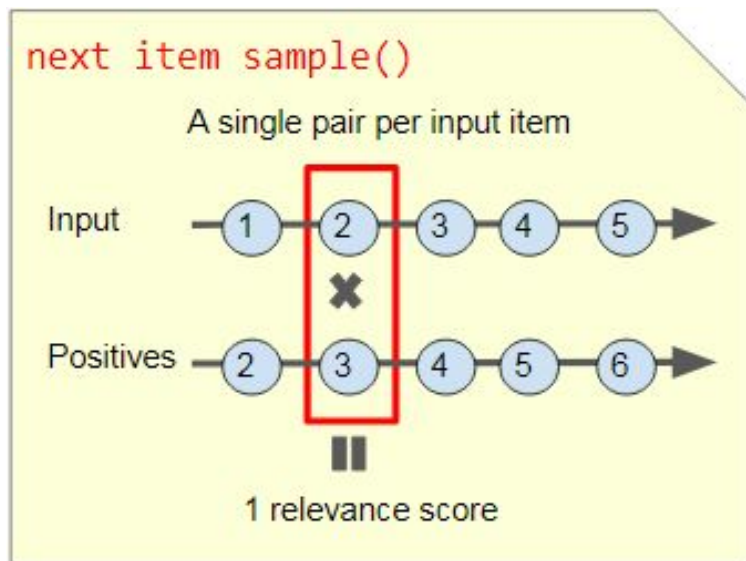 next item sample()
A single pair per input item
Input 1 2 3 4 5
Positives 2 3 4 5 6
1 relevance score